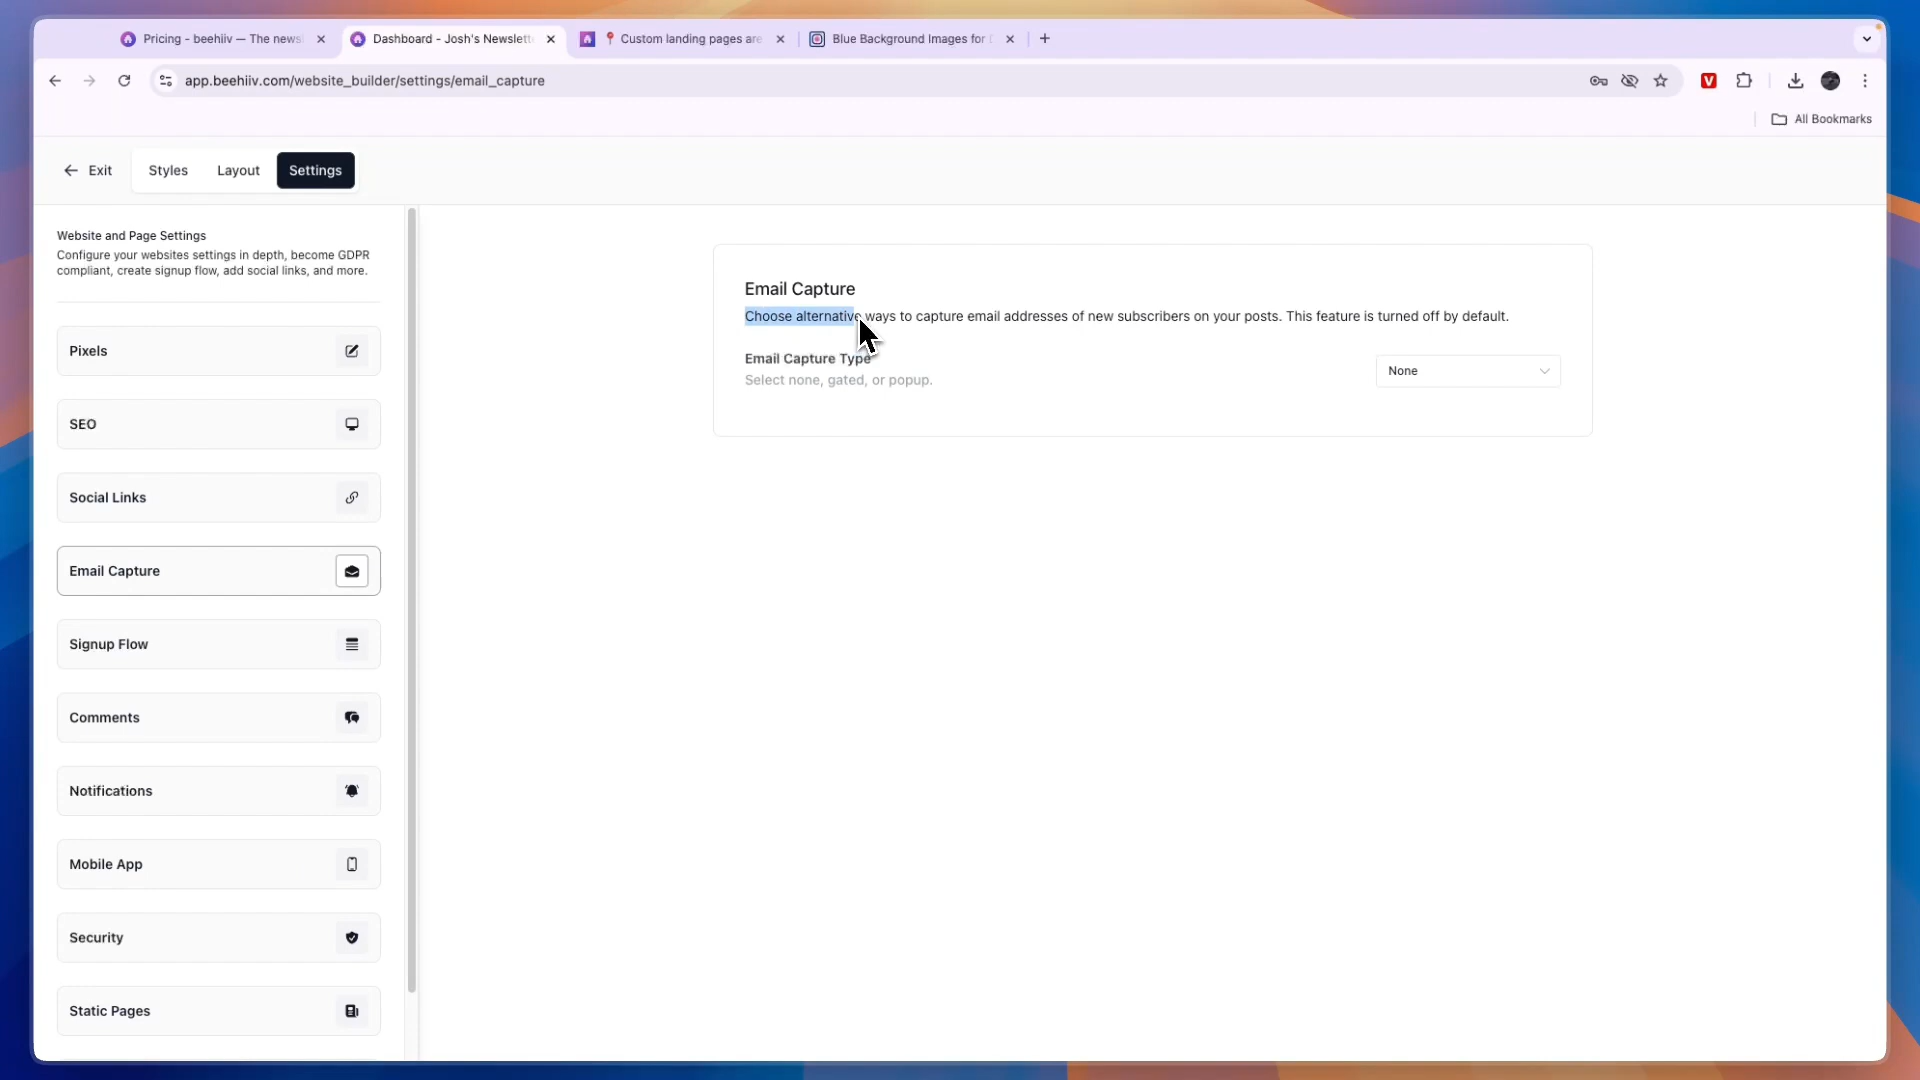 Pricing - beehiiv — The news
Dashboard - Josh's Newslett
📍 Custom landing pages are
Blue Background Images for
app.beehiiv.com/website_builder/settings/email_capture
All Bookmarks
Exit
Styles
Layout
Settings
Website and Page Settings
Configure your websites settings in depth, become GDPR
compliant, create signup flow, add social links, and more.
Pixels
SEO
Social Links
Email Capture
Signup Flow
Comments
Notifications
Mobile App
Security
Static Pages
Email Capture
Choose alternative ways to capture email addresses of new subscribers on your posts. This feature is turned off by default.
Email Capture Type
Select none, gated, or popup.
None